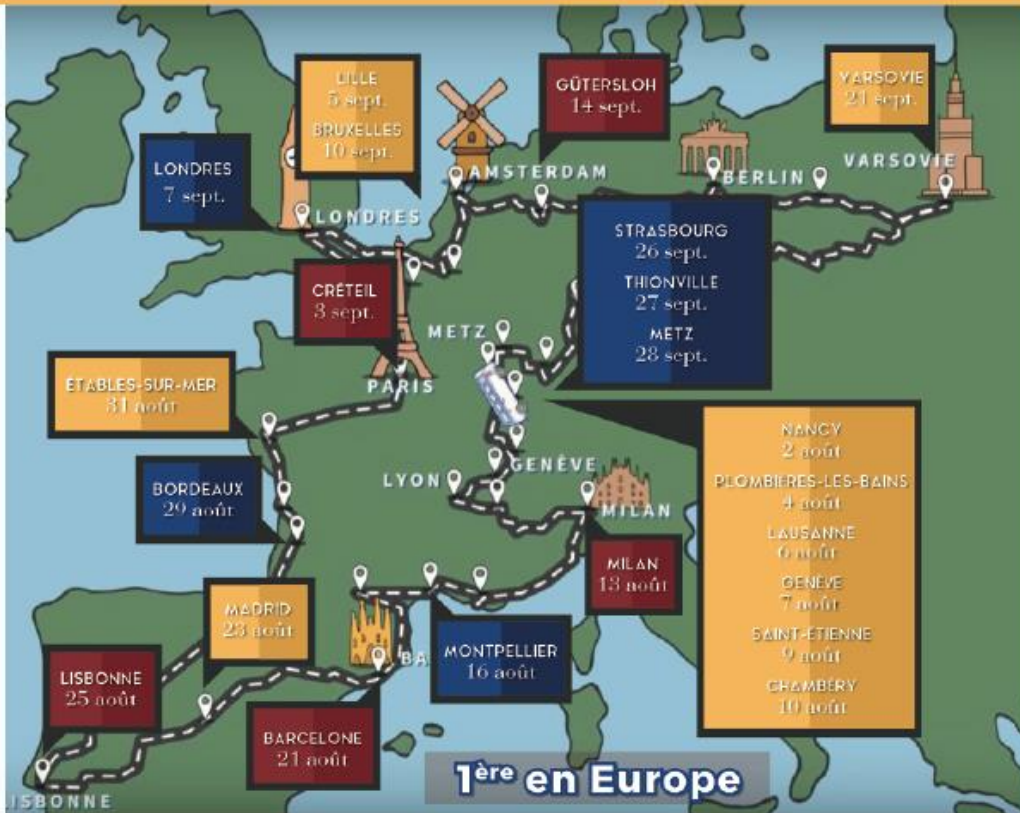 LILLE
5 sept.
BRUXELLES
10 sept.
GÜTERSLOH
14 sept.
VARSOVIE
21 sept.
LONDRES
7 sept.
AMSTERDAM
BERLIN
VARSOVIE
LONDRES
STRASBOURG
26 sept.
THIONVILLE
27 sept.
METZ
28 sept.
CRÉTEIL
3 sept.
METZ
PARIS
ÉTABLES-SUR-MER
31 août
NANCY
2 août
PLOMBIÈRES-LES-BAINS
4 août
LAUSANNE
6 août
GENÈVE
7 août
SAINT-ÉTIENNE
9 août
CHAMBÉRY
10 août
BORDEAUX
29 août
LYON
GENÈVE
MILAN
MILAN
13 août
MADRID
23 août
BA
MONTPELLIER
16 août
LISBONNE
25 août
BARCELONE
21 août
LISBONNE
1ère en Europe